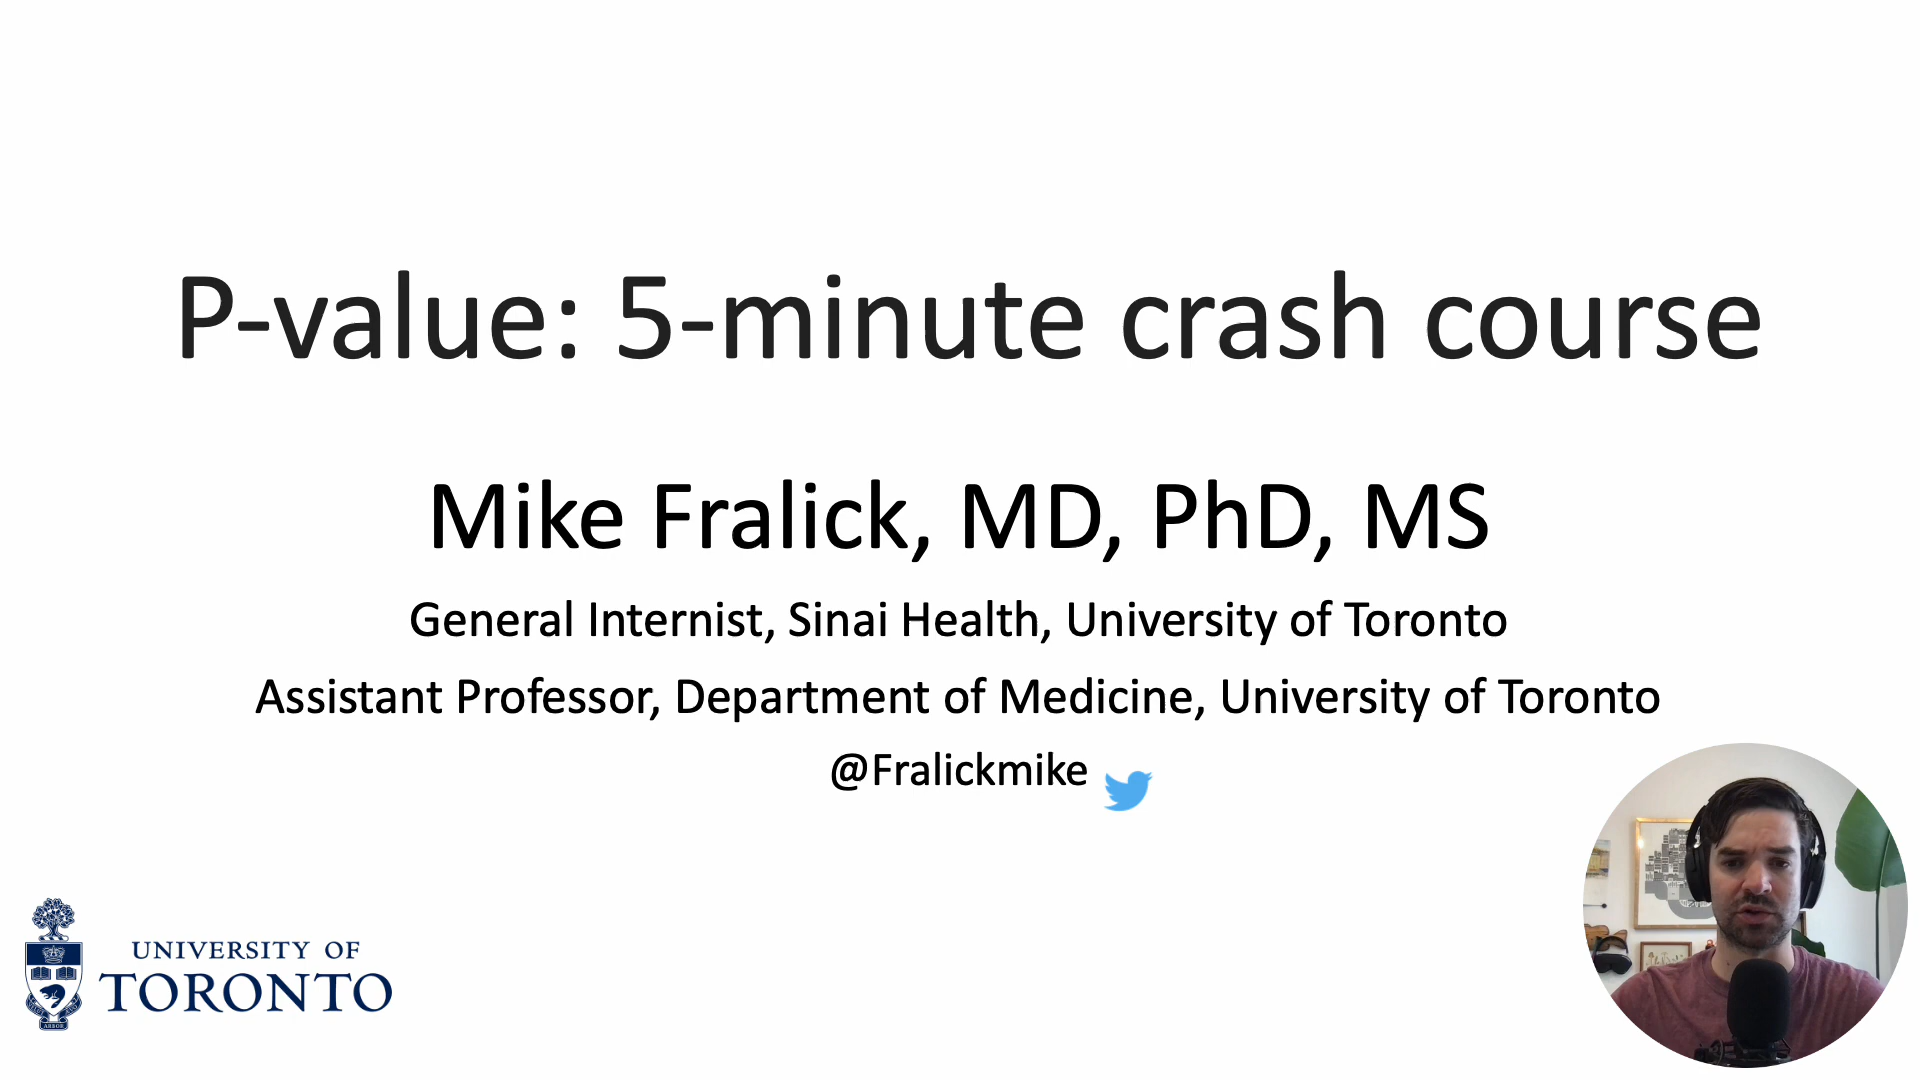 P-value: 5-minute crash course
Mike Fralick, MD, PhD, MS
General Internist, Sinai Health, University of Toronto
Assistant Professor, Department of Medicine, University of Toronto
@Fralickmike
UNIVERSITY OF
TORONTO